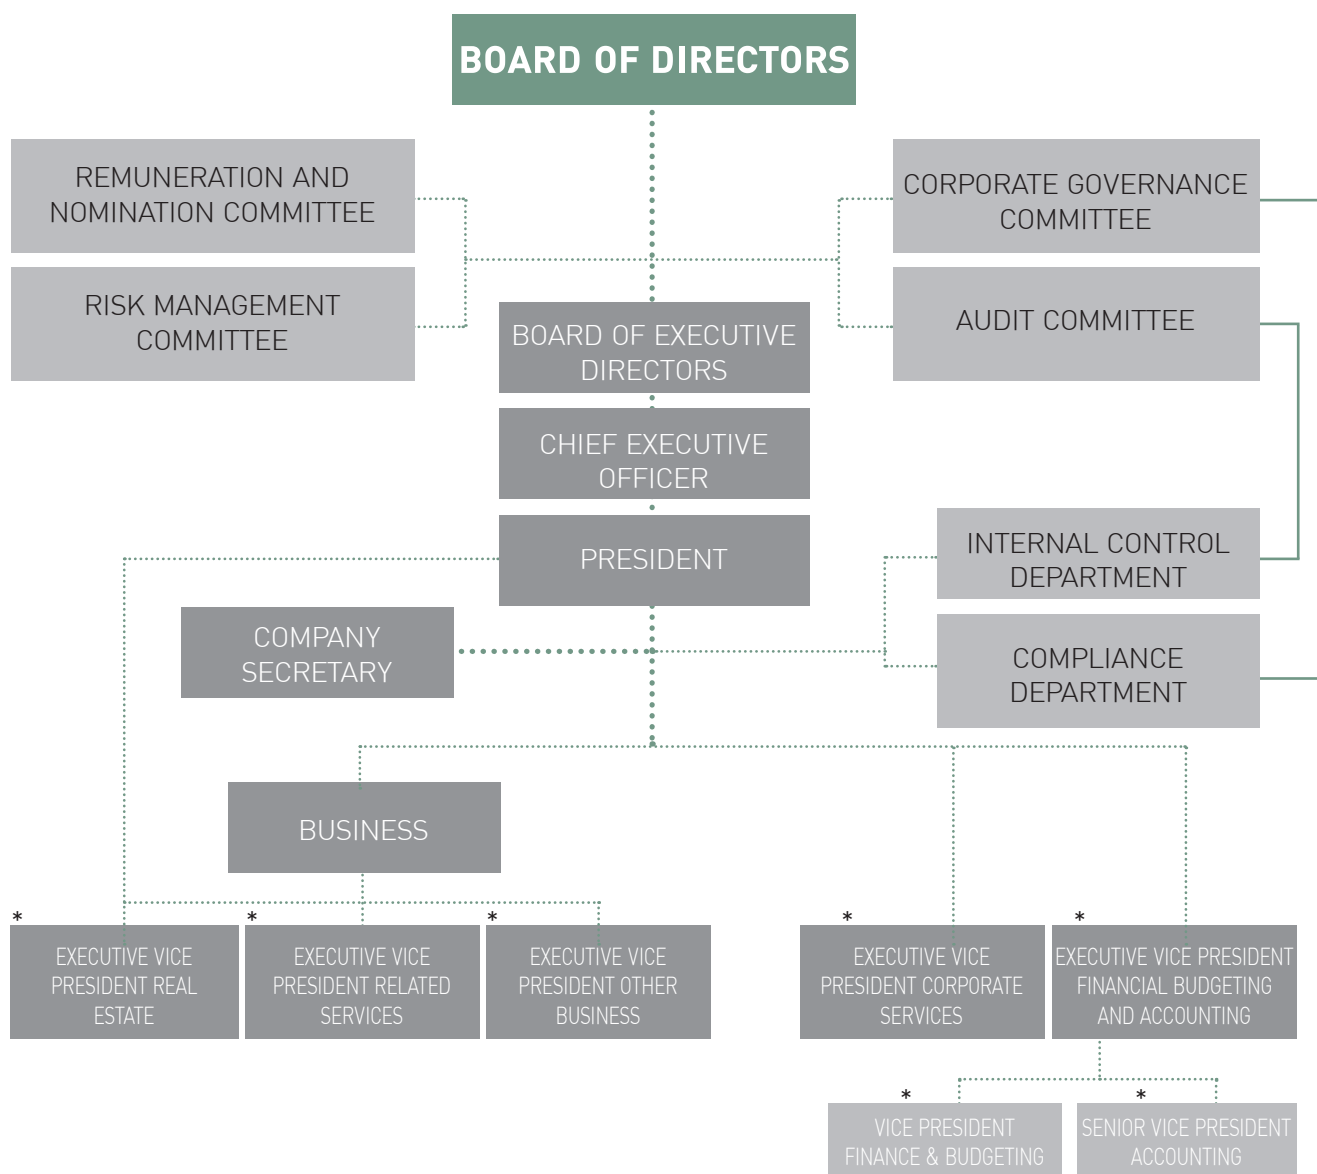 BOARD OF DIRECTORS
REMUNERATION AND
NOMINATION COMMITTEE
CORPORATE GOVERNANCE
COMMITTEE
RISK MANAGEMENT
COMMITTEE
AUDIT COMMITTEE
BOARD OF EXECUTIVE
DIRECTORS
CHIEF EXECUTIVE
OFFICER
PRESIDENT
INTERNAL CONTROL
DEPARTMENT
COMPANY
SECRETARY
COMPLIANCE
DEPARTMENT
BUSINESS
*
EXECUTIVE VICE
PRESIDENT REAL
ESTATE
*
EXECUTIVE VICE
PRESIDENT RELATED
SERVICES
*
EXECUTIVE VICE
PRESIDENT OTHER
BUSINESS
*
EXECUTIVE VICE
PRESIDENT CORPORATE
SERVICES
*
EXECUTIVE VICE PRESIDENT
FINANCIAL BUDGETING
AND ACCOUNTING
*
VICE PRESIDENT
FINANCE & BUDGETING
*
SENIOR VICE PRESIDENT
ACCOUNTING